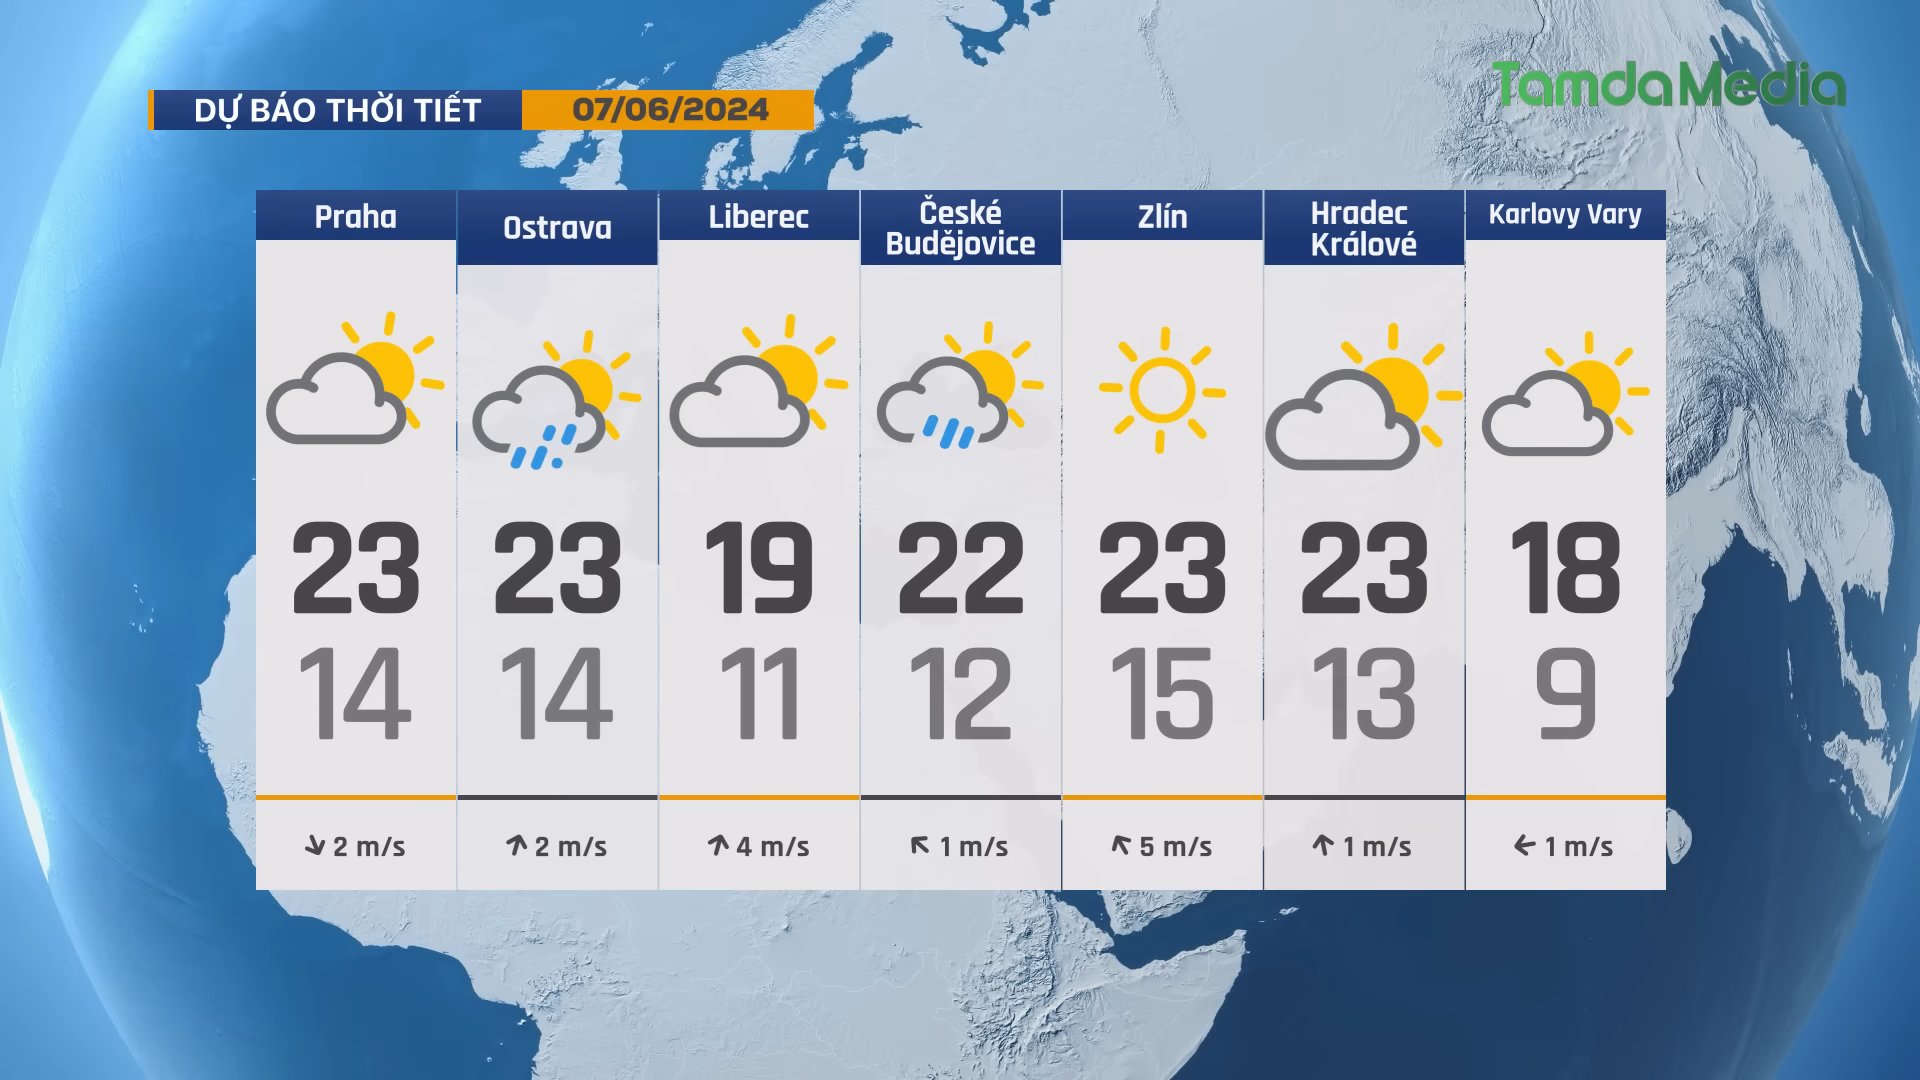 DỰ BÁO THỜI TIẾT 07/06/2024
TamdaMedia
Praha
Ostrava
Liberec
České
Budějovice
Zlín
Hradec
Králové
Karlovy Vary
23 23 19 22 23 23 18
14 14 11 12 15 13 9
2 m/s 2 m/s 4 m/s 1 m/s 5 m/s 1 m/s 1 m/s